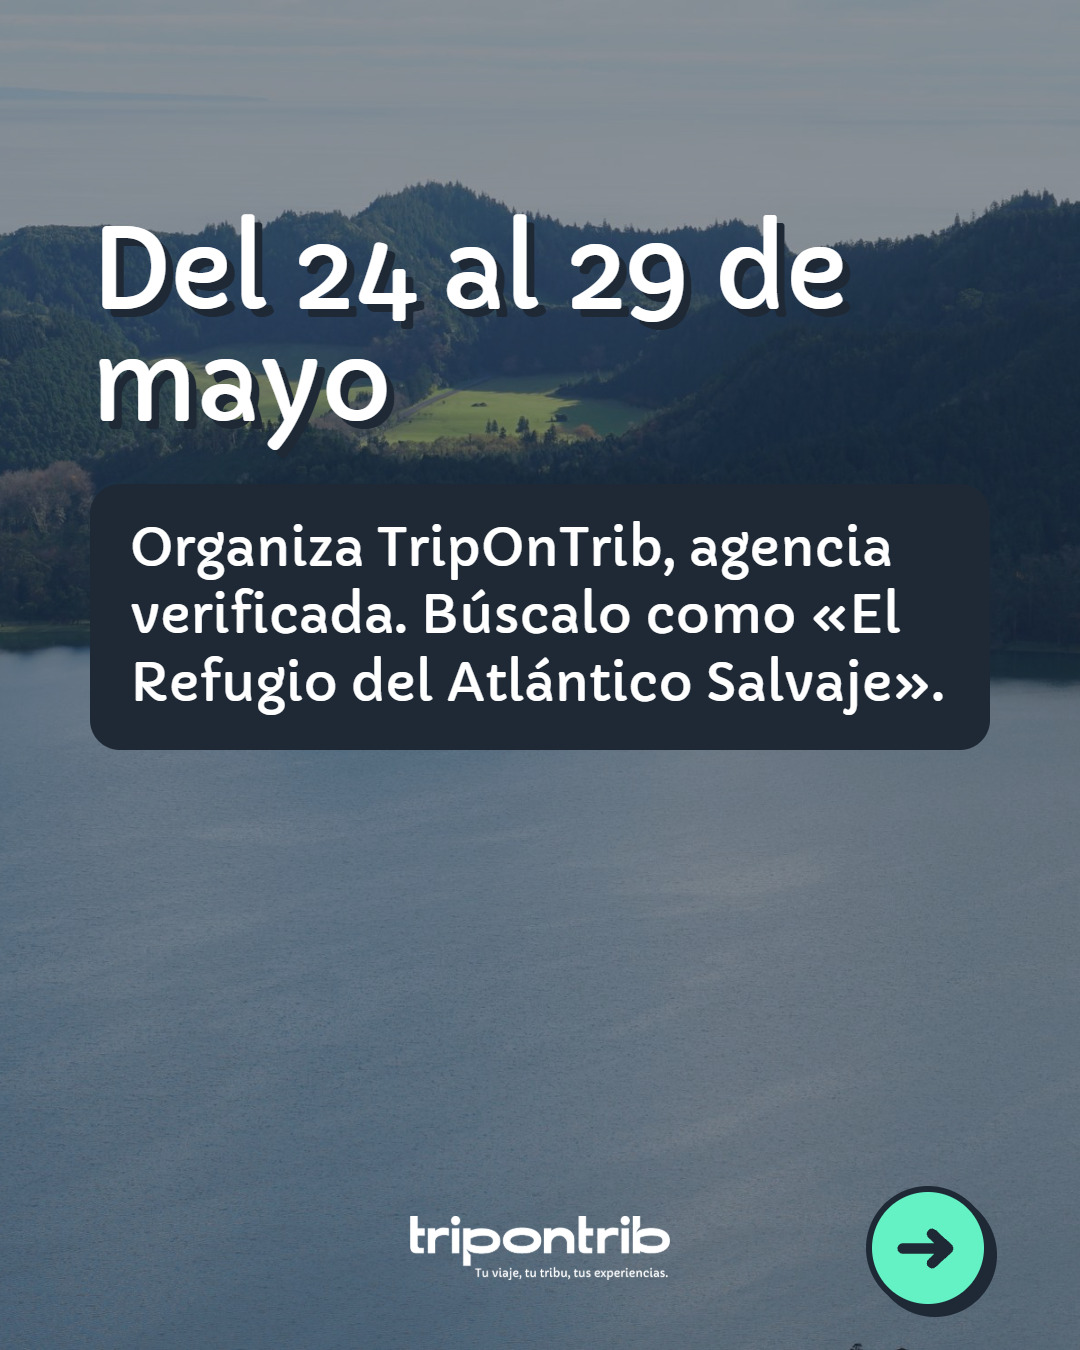 Del 24 al 29 de
mayo
Organiza TripOnTrib, agencia
verificada. Búscalo como «El
Refugio del Atlántico Salvaje».
tripontrib
Tu viaje, tu tribu, tus experiencias.